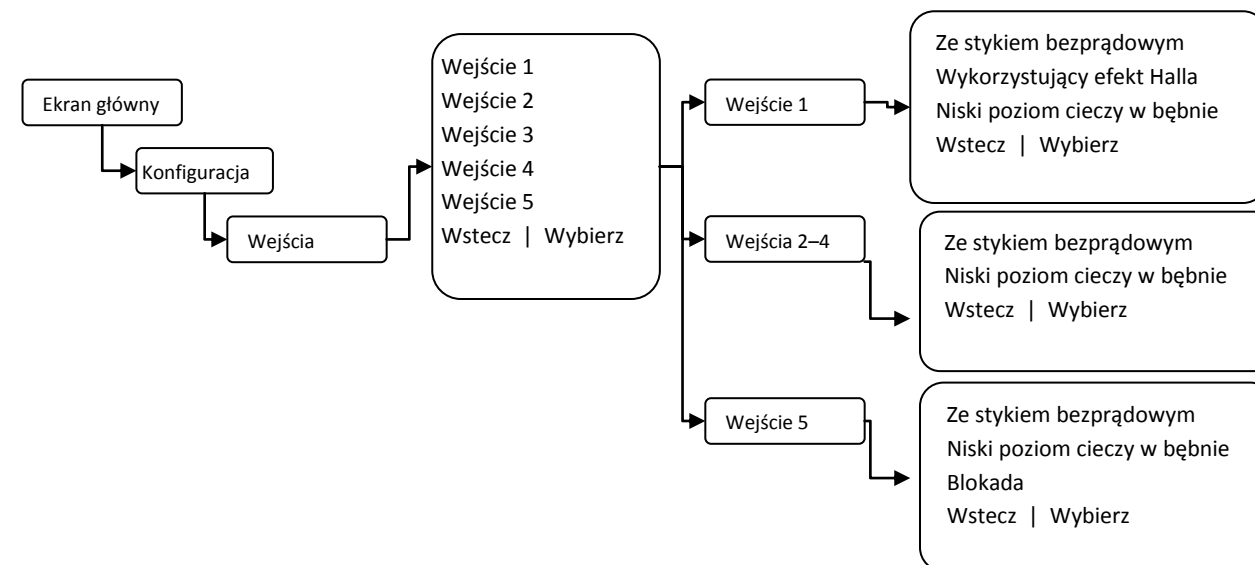 Ekran główny
Konfiguracja
Wejścia
Wejście 1
Wejście 2
Wejście 3
Wejście 4
Wejście 5
Wstecz | Wybierz
Wejście 1
Ze stykiem bezprądowym
Wykorzystujący efekt Halla
Niski poziom cieczy w bębnie
Wstecz | Wybierz
Wejścia 2–4
Ze stykiem bezprądowym
Niski poziom cieczy w bębnie
Wstecz | Wybierz
Wejście 5
Ze stykiem bezprądowym
Niski poziom cieczy w bębnie
Blokada
Wstecz | Wybierz